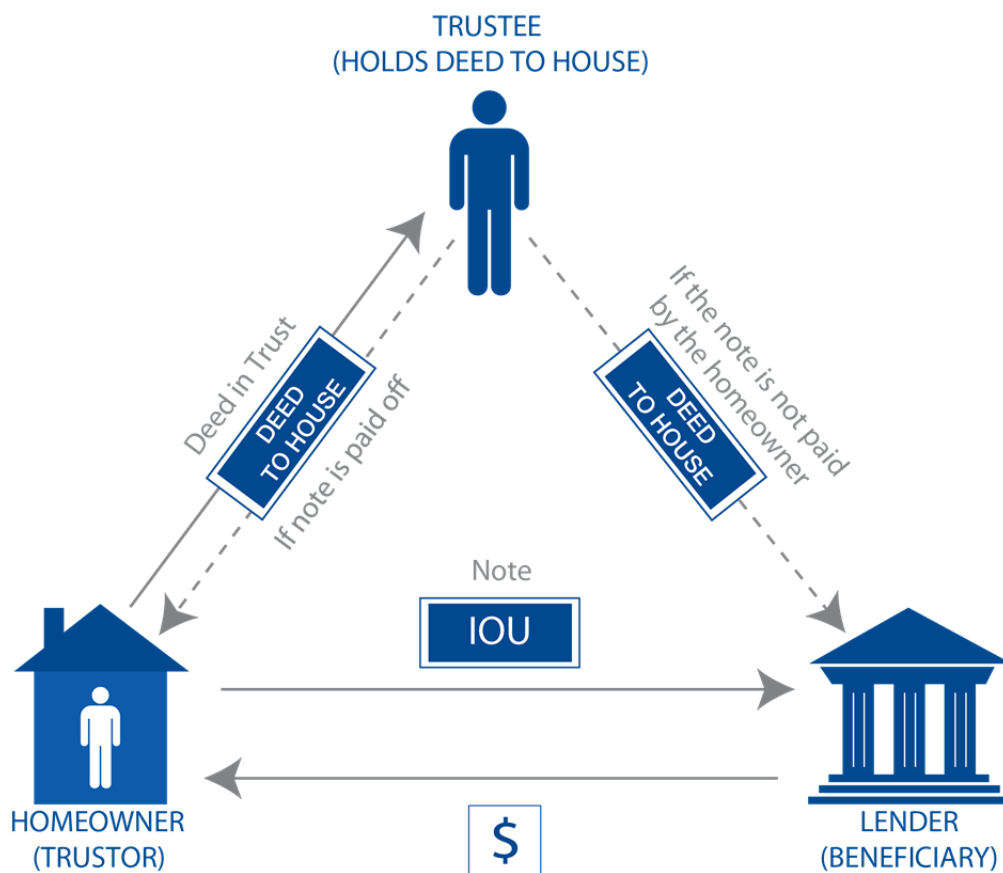 TRUSTEE
(HOLDS DEED TO HOUSE)
Deed in Trust
DEED
TO HOUSE
If note is paid off
If the note is not paid
by the homeowner
DEED
TO HOUSE
Note
IOU
HOMEOWNER
(TRUSTOR)
$
LENDER
(BENEFICIARY)